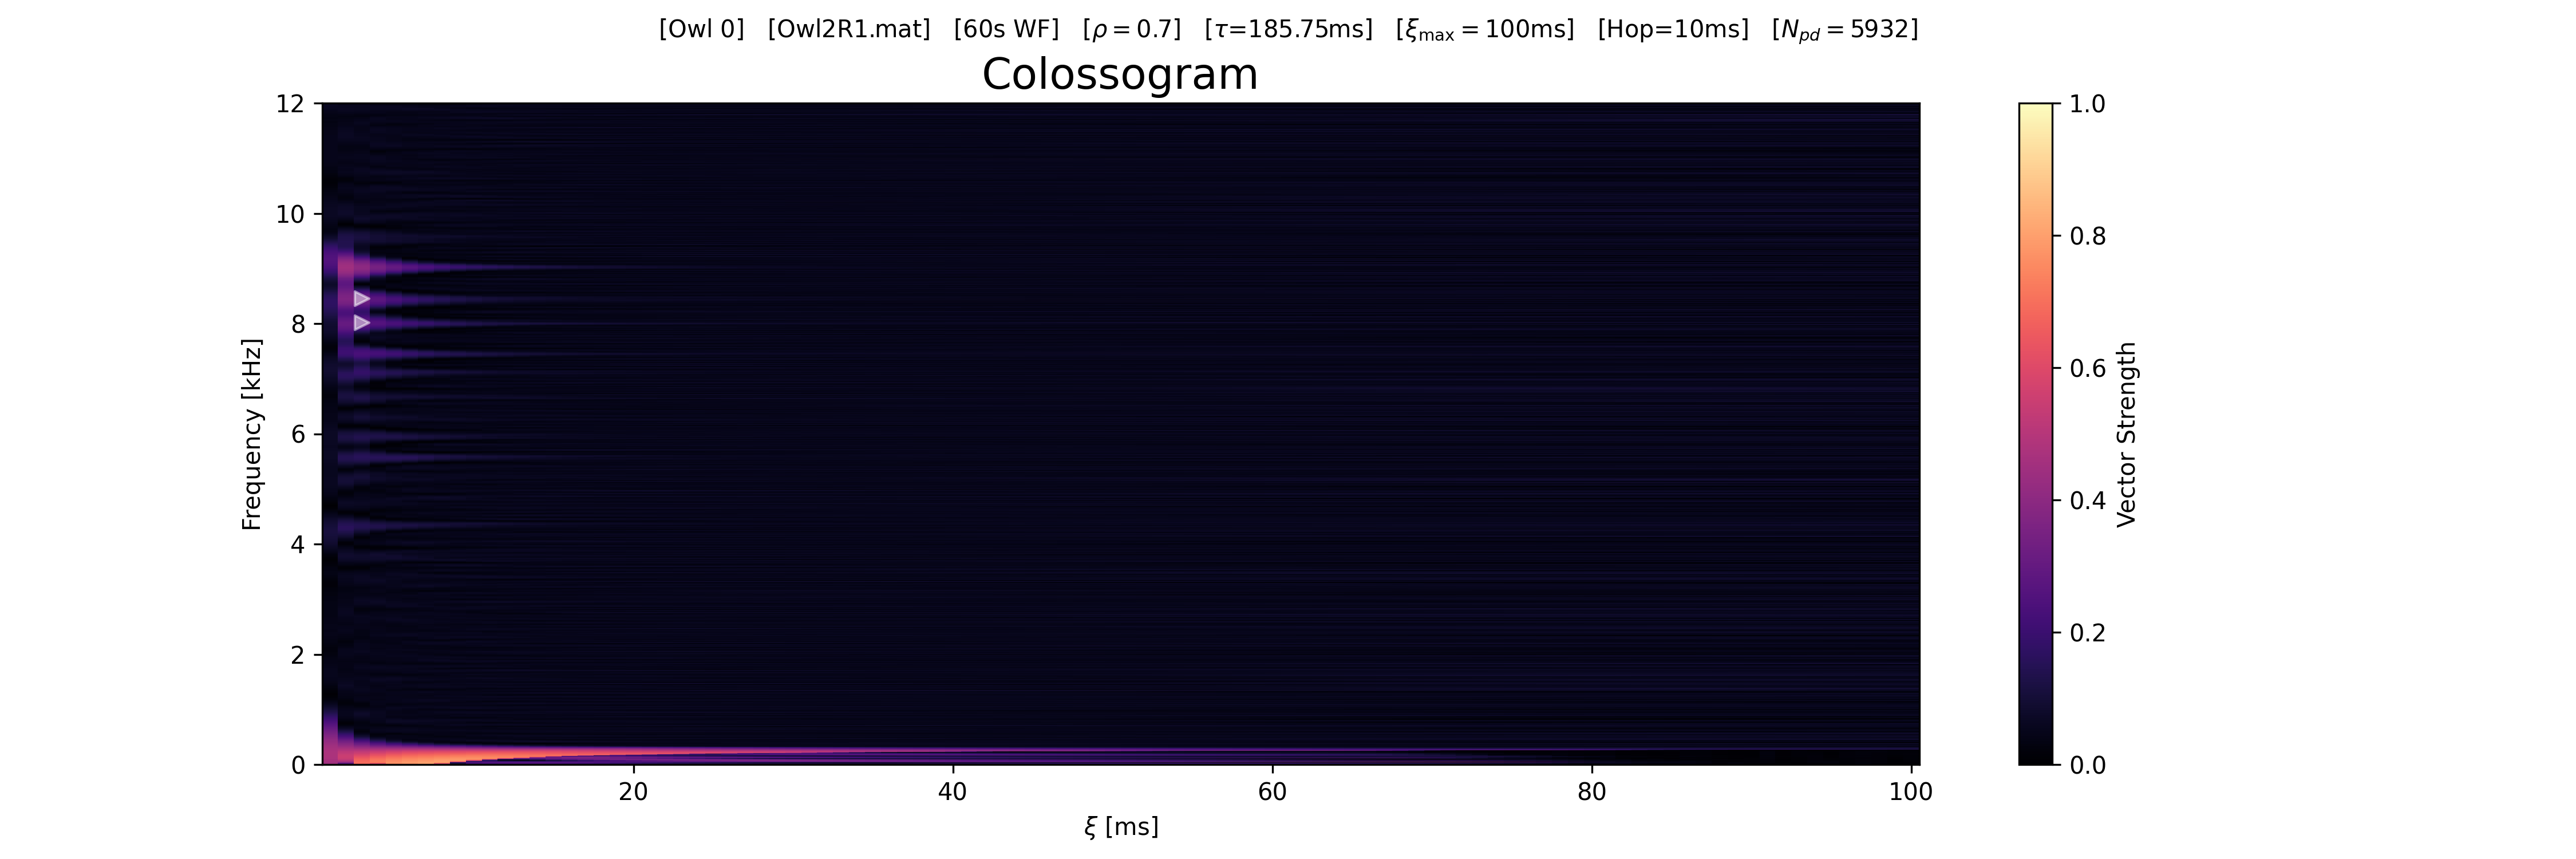 [Owl 0] [Owl2R1.mat] [60s WF] [ρ = 0.7] [τ=185.75ms] [ξmax = 100ms] [Hop=10ms] [Npd = 5932]
Colossogram
12
10
8
6
4
2
0
Frequency [kHz]
20 40 60 80 100
ξ [ms]
1.0
0.8
0.6
0.4
0.2
0.0
Vector Strength